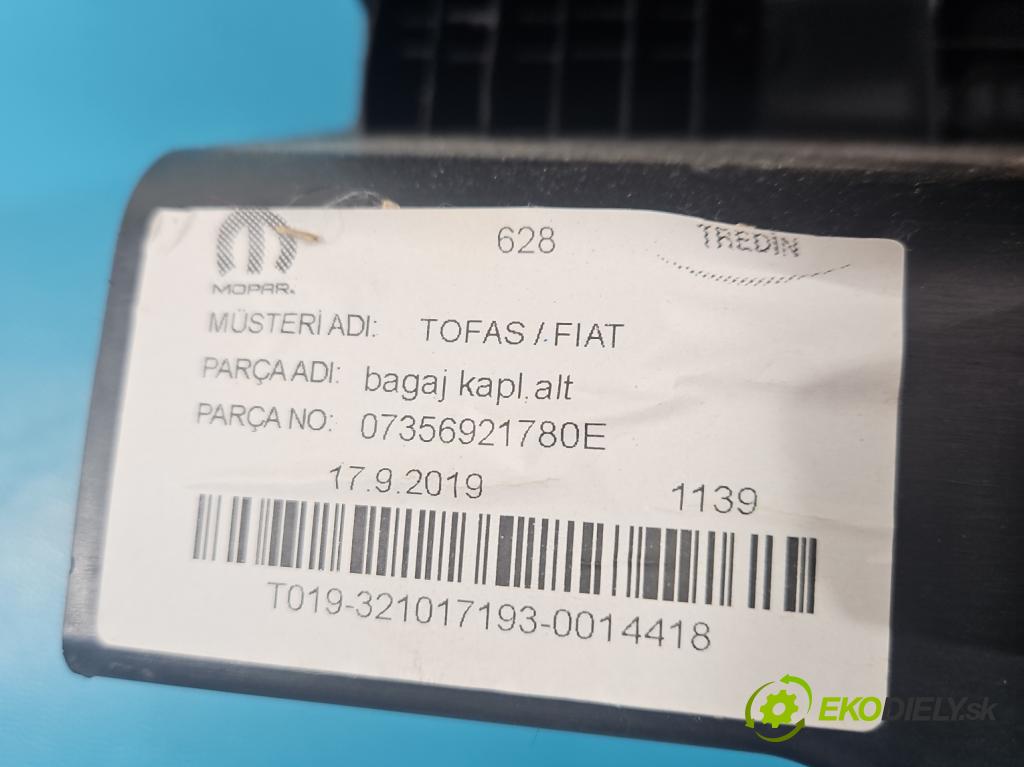 MOPAR®
628
TREDİN
MÜSTERİ ADI: TOFAS / FIAT
PARÇA ADI: bagaj kapl.alt
PARÇA NO: 07356921780E
17.9.2019 1139
T019-321017193-0014418
EKODIELY.sk